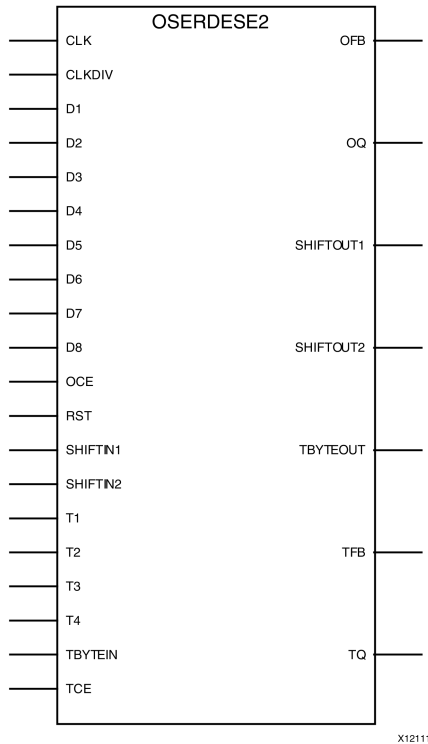 OSERDESE2
CLK
CLKDIV
D1
D2
D3
D4
D5
D6
D7
D8
OCE
RST
SHIFTIN1
SHIFTIN2
T1
T2
T3
T4
TBYTEIN
TCE
OFB
OQ
SHIFTOUT1
SHIFTOUT2
TBYTEOUT
TFB
TQ
X12111